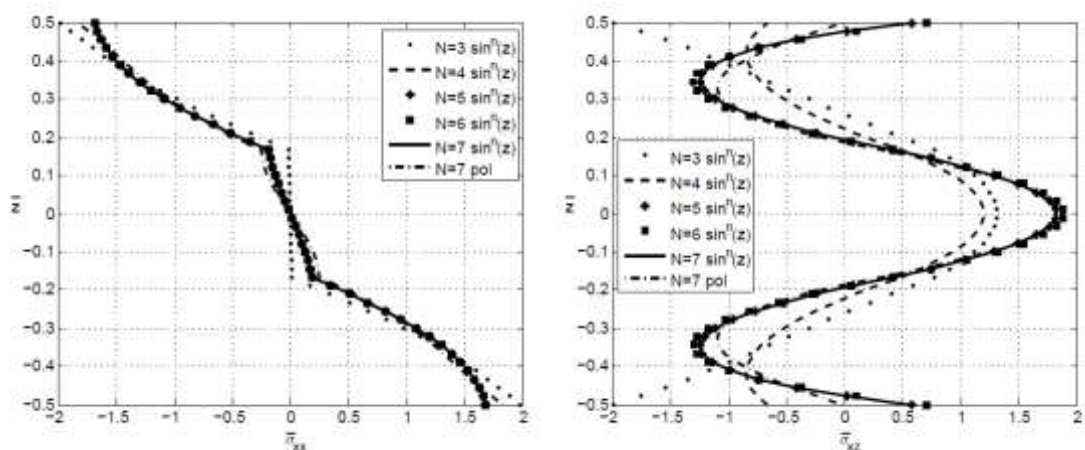 0.5
0.4
0.3
0.2
0.1
0
−0.1
−0.2
−0.3
−0.4
−0.5
z̄
−2 −1.5 −1 −0.5 0 0.5 1 1.5 2
σ̄xx
N=3 sinⁿ(z)
N=4 sinⁿ(z)
N=5 sinⁿ(z)
N=6 sinⁿ(z)
N=7 sinⁿ(z)
N=7 pol
0.5
0.4
0.3
0.2
0.1
0
−0.1
−0.2
−0.3
−0.4
−0.5
z̄
−2 −1.5 −1 −0.5 0 0.5 1 1.5 2
σ̄xz
N=3 sinⁿ(z)
N=4 sinⁿ(z)
N=5 sinⁿ(z)
N=6 sinⁿ(z)
N=7 sinⁿ(z)
N=7 pol